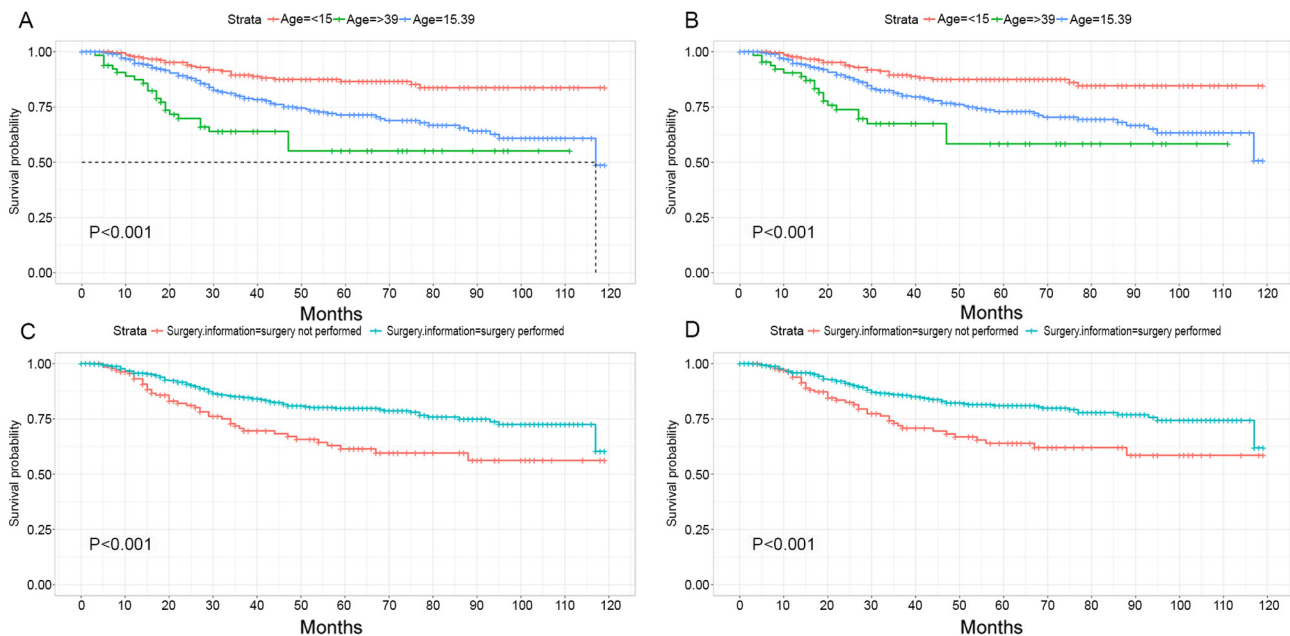 A
Strata Age=<15 Age=>39 Age=15.39
Survival probability
1.00
0.75
0.50
0.25
0.00
P<0.001
0 10 20 30 40 50 60 70 80 90 100 110 120
Months
B
Strata Age=<15 Age=>39 Age=15.39
Survival probability
1.00
0.75
0.50
0.25
0.00
P<0.001
0 10 20 30 40 50 60 70 80 90 100 110 120
Months
C
Strata Surgery.information=surgery not performed Surgery.information=surgery performed
Survival probability
1.00
0.75
0.50
0.25
0.00
P<0.001
0 10 20 30 40 50 60 70 80 90 100 110 120
Months
D
Strata Surgery.information=surgery not performed Surgery.information=surgery performed
Survival probability
1.00
0.75
0.50
0.25
0.00
P<0.001
0 10 20 30 40 50 60 70 80 90 100 110 120
Months